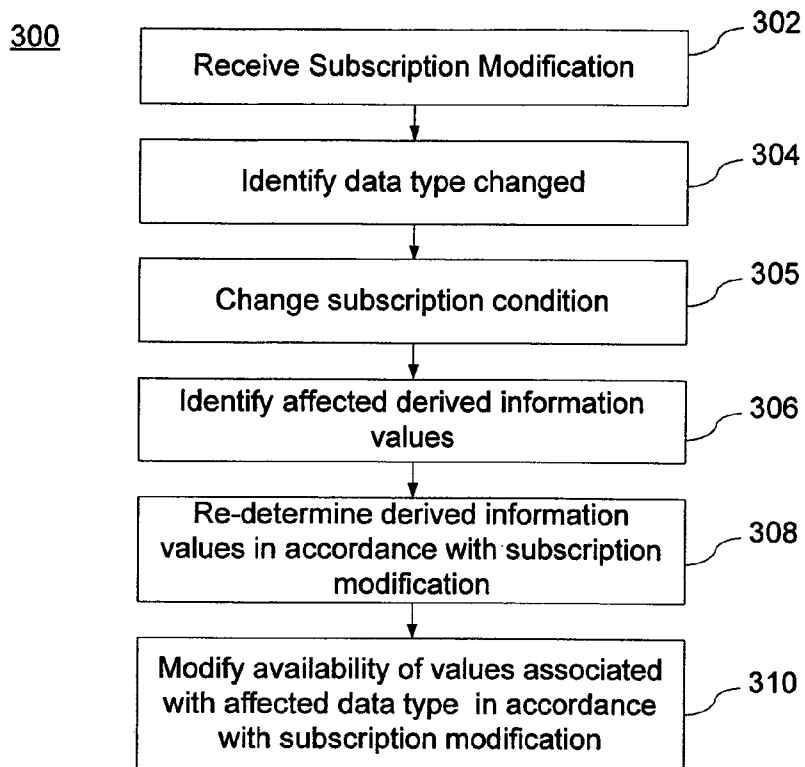 300
302
Receive Subscription Modification
304
Identify data type changed
305
Change subscription condition
306
Identify affected derived information
values
308
Re-determine derived information
values in accordance with subscription
modification
310
Modify availability of values associated
with affected data type in accordance
with subscription modification